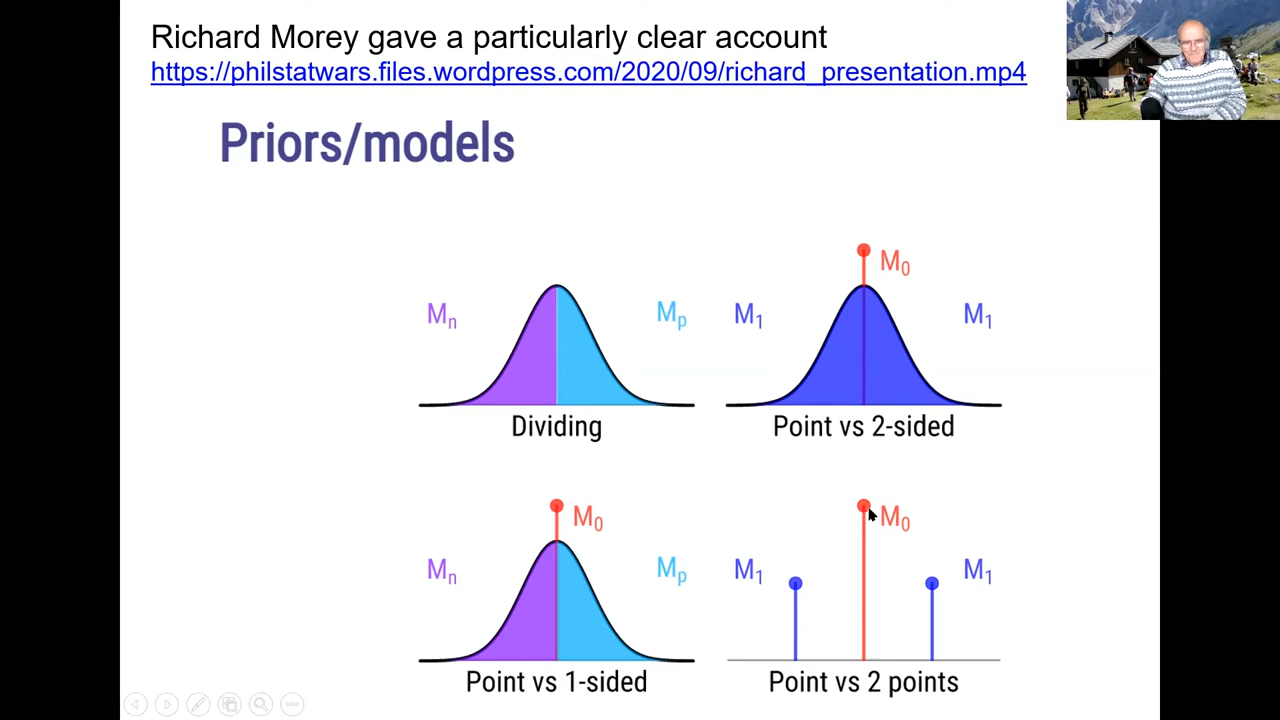 Richard Morey gave a particularly clear account
https://philstatwars.files.wordpress.com/2020/09/richard_presentation.mp4
Priors/models
Mn
Mp
Dividing
M0
M1
M1
Point vs 2-sided
M0
Mn
Mp
Point vs 1-sided
M0
M1
M1
Point vs 2 points